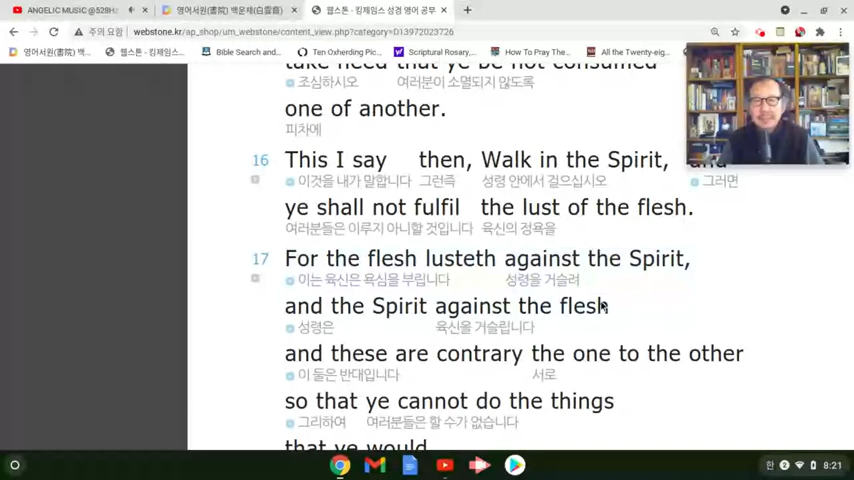 ANGELIC MUSIC @528H
영어서원(書院) 백운재(白雲齋)
웹스톤 - 킹제임스 성경 영어 공부
주의 요함
webstone.kr/ap_shop/um_webstone/content_view.php?category=D13972023726
영어서원(書院) 백
웹스톤 - 킹제임스
Bible Search and
Ten Oxherding Pic
Scriptural Rosary,
How To Pray The
All the Twenty-eig
take heed that ye be not consumed
조심하시오 여러분이 소멸되지 않도록
one of another.
피차에
16 This I say then, Walk in the Spirit, and
이것을 내가 말합니다 그런즉 성령 안에서 걸으십시오 그러면
ye shall not fulfil the lust of the flesh.
여러분들은 이루지 아니할 것입니다 육신의 정욕을
17 For the flesh lusteth against the Spirit,
이는 육신은 욕심을 부립니다 성령을 거슬려
and the Spirit against the flesh
성령은 육신을 거슬립니다
and these are contrary the one to the other
이 둘은 반대입니다 서로
so that ye cannot do the things
그리하여 여러분들은 할 수가 없습니다
that ye would
한 2 8:21